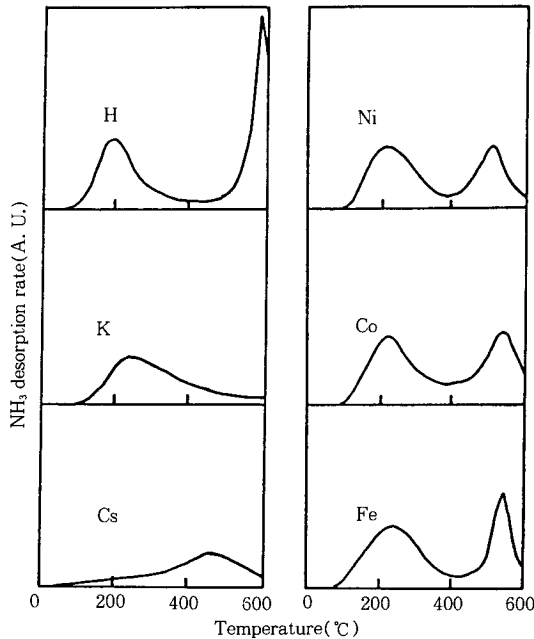 H
Ni
K
Co
Cs
Fe
NH₃ desorption rate(A. U.)
0 200 400 600 0 200 400 600
Temperature(℃)